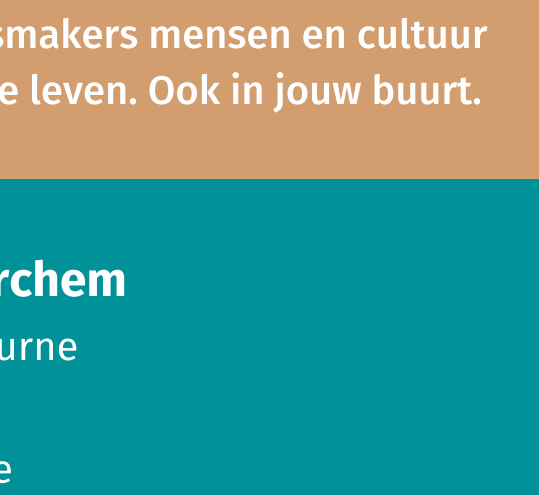 smakers mensen en cultuur
e leven. Ook in jouw buurt.
rchem
urne
e